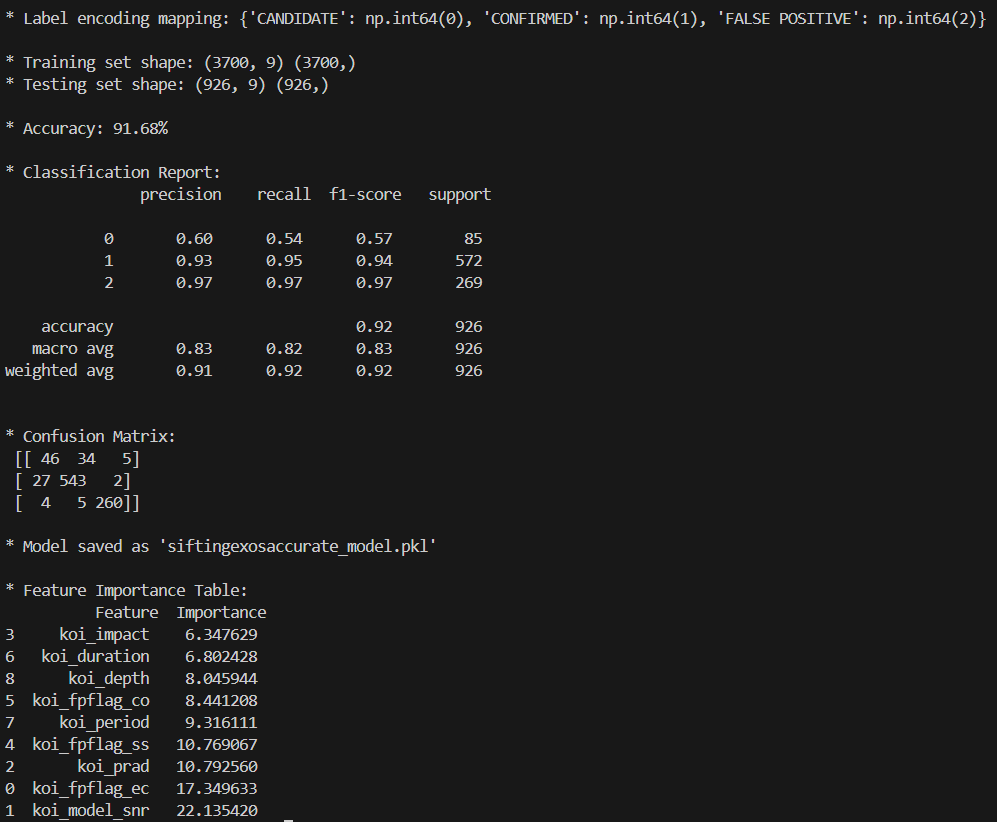 * Label encoding mapping: {'CANDIDATE': np.int64(0), 'CONFIRMED': np.int64(1), 'FALSE POSITIVE': np.int64(2)}
* Training set shape: (3700, 9) (3700,)
* Testing set shape: (926, 9) (926,)
* Accuracy: 91.68%
* Classification Report:
precision recall f1-score support
0 0.60 0.54 0.57 85
1 0.93 0.95 0.94 572
2 0.97 0.97 0.97 269
accuracy 0.92 926
macro avg 0.83 0.82 0.83 926
weighted avg 0.91 0.92 0.92 926
* Confusion Matrix:
[[ 46 34 5]
[ 27 543 2]
[ 4 5 260]]
* Model saved as 'siftingexosaccurate_model.pkl'
* Feature Importance Table:
Feature Importance
3 koi_impact 6.347629
6 koi_duration 6.802428
8 koi_depth 8.045944
5 koi_fpflag_co 8.441208
7 koi_period 9.316111
4 koi_fpflag_ss 10.769067
2 koi_prad 10.792560
0 koi_fpflag_ec 17.349633
1 koi_model_snr 22.135420